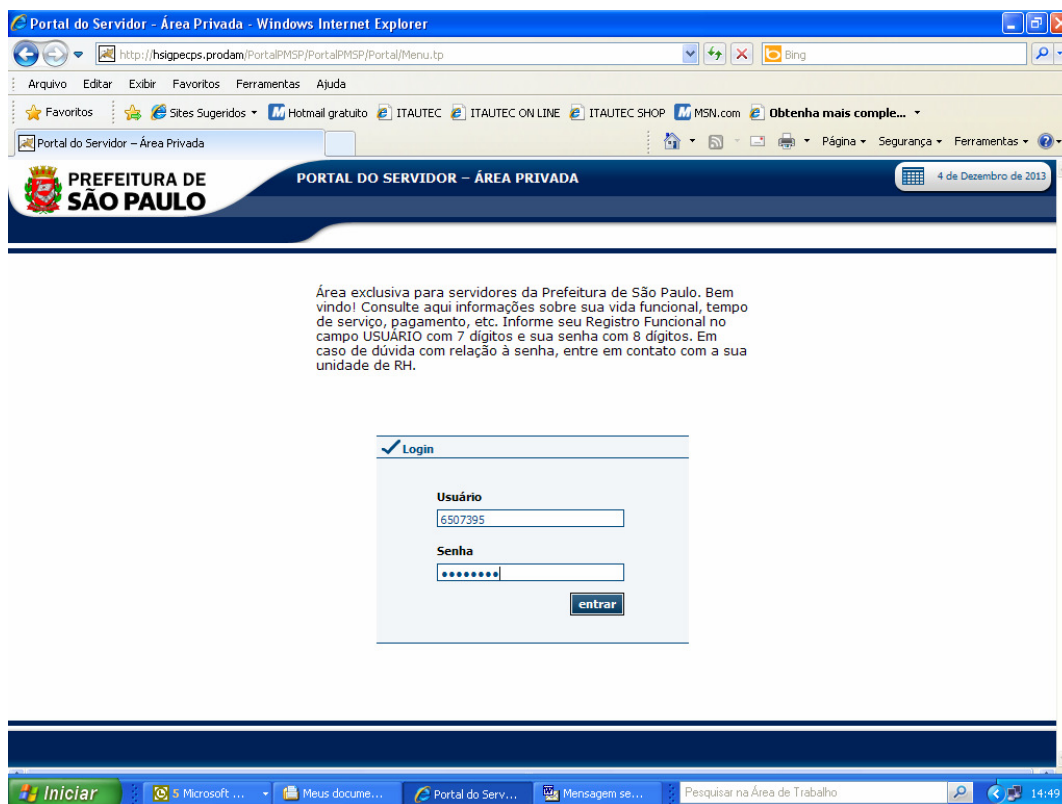 Portal do Servidor - Área Privada - Windows Internet Explorer
http://hsigpecps.prodam/PortalPMSP/PortalPMSP/Portal/Menu.tp
Bing
Arquivo Editar Exibir Favoritos Ferramentas Ajuda
Favoritos Sites Sugeridos Hotmail gratuito ITAUTEC ITAUTEC ON LINE ITAUTEC SHOP MSN.com Obtenha mais comple...
Portal do Servidor – Área Privada Página Segurança Ferramentas
PREFEITURA DE
SÃO PAULO
PORTAL DO SERVIDOR – ÁREA PRIVADA
4 de Dezembro de 2013
Área exclusiva para servidores da Prefeitura de São Paulo. Bem
vindo! Consulte aqui informações sobre sua vida funcional, tempo
de serviço, pagamento, etc. Informe seu Registro Funcional no
campo USUÁRIO com 7 dígitos e sua senha com 8 dígitos. Em
caso de dúvida com relação à senha, entre em contato com a sua
unidade de RH.
Login
Usuário
6507395
Senha
••••••••
entrar
Iniciar 5 Microsoft ... Meus docume... Portal do Serv... Mensagem se... Pesquisar na Área de Trabalho 14:49